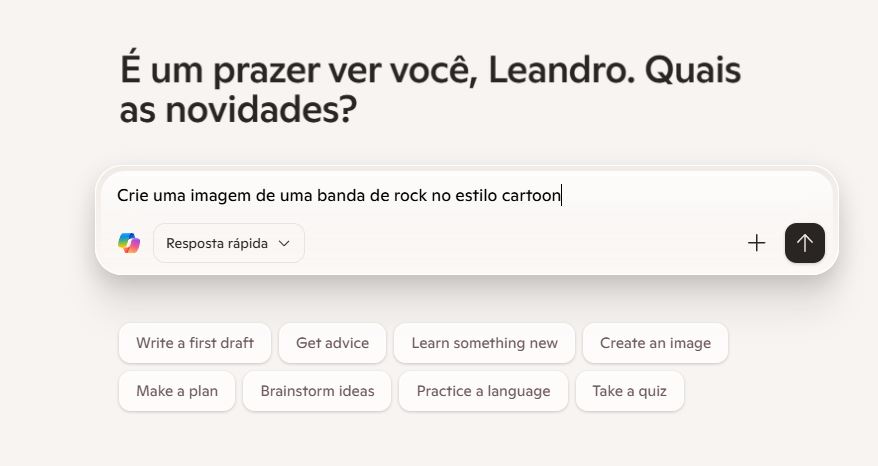 É um prazer ver você, Leandro. Quais
as novidades?
Crie uma imagem de uma banda de rock no estilo cartoon
Resposta rápida
Write a first draft
Get advice
Learn something new
Create an image
Make a plan
Brainstorm ideas
Practice a language
Take a quiz